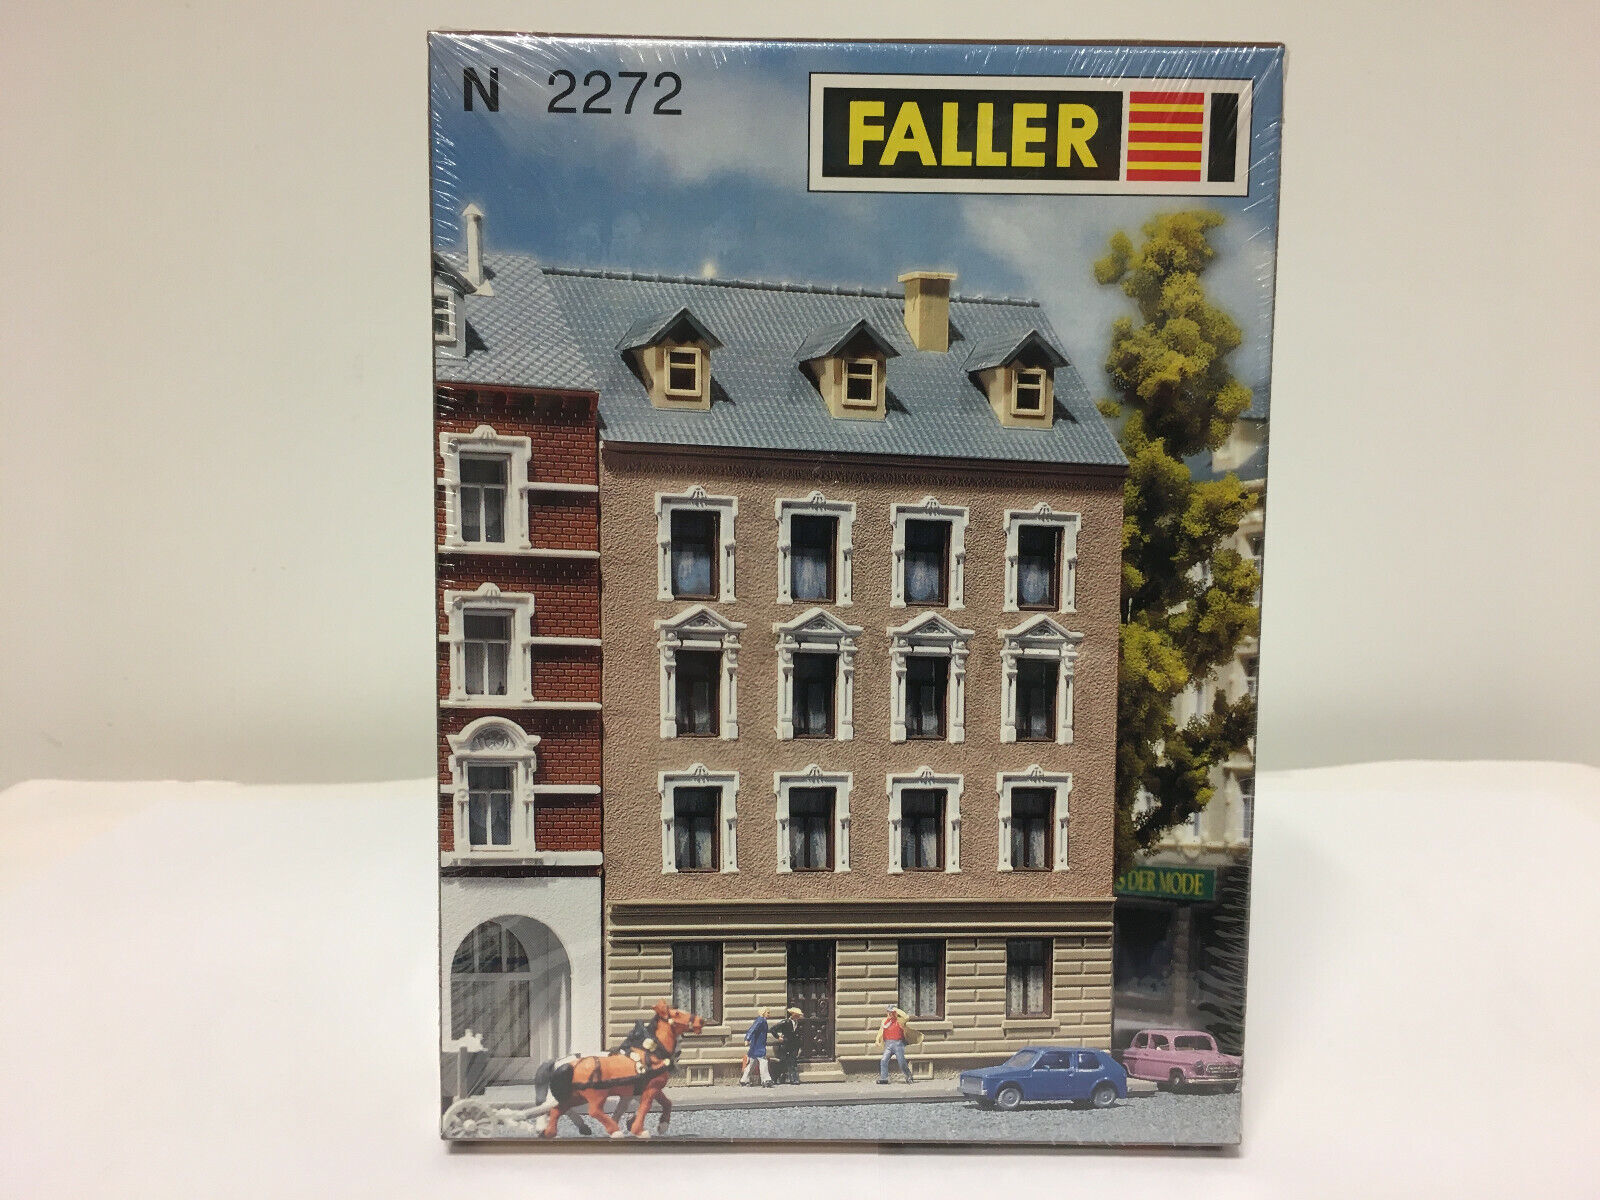 N 2272
FALLER
DER MODE